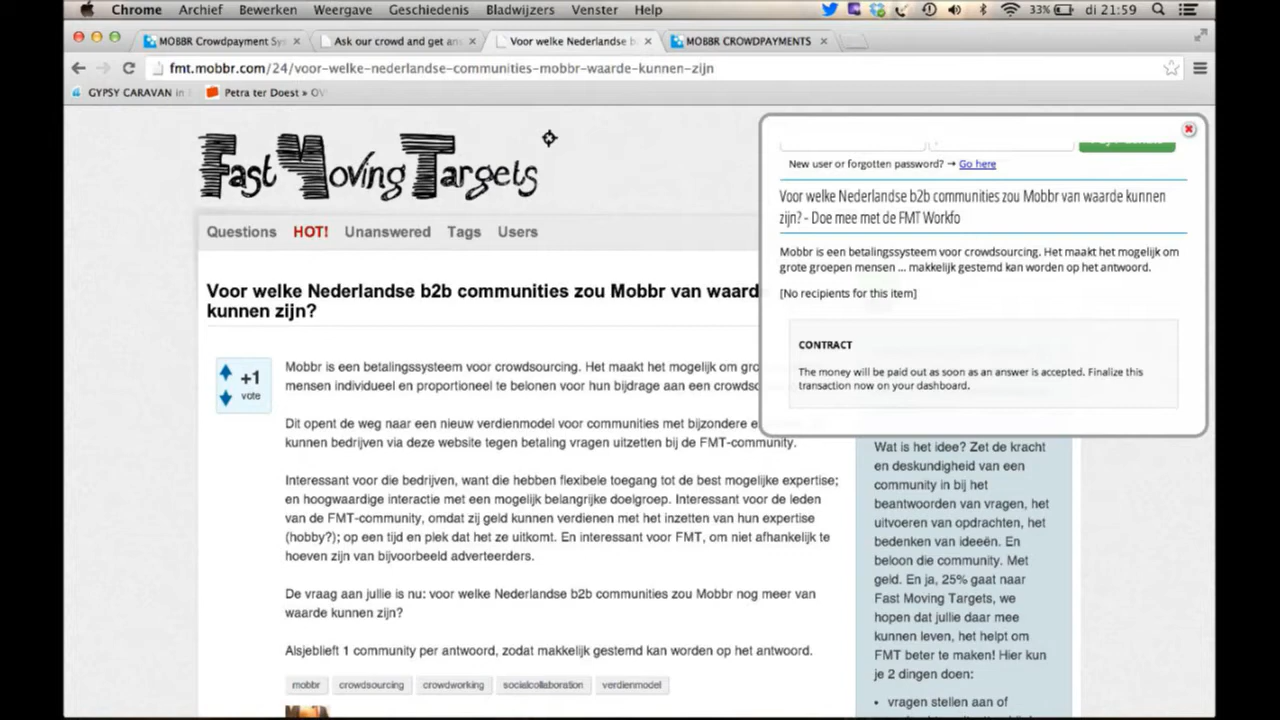 Chrome Archief Bewerken Weergave Geschiedenis Bladwijzers Venster Help 33% di 21:59
MOBBR Crowdpayment Sys
Ask our crowd and get an
Voor welke Nederlandse b
MOBBR CROWDPAYMENTS
fmt.mobbr.com/24/voor-welke-nederlandse-communities-mobbr-waarde-kunnen-zijn
GYPSY CARAVAN in
Petra ter Doest » OV
Fast Moving Targets
Questions HOT! Unanswered Tags Users
Voor welke Nederlandse b2b communities zou Mobbr van waard
kunnen zijn?
+1
vote
Mobbr is een betalingssysteem voor crowdsourcing. Het maakt het mogelijk om gro
mensen individueel en proportioneel te belonen voor hun bijdrage aan een crowdsc
Dit opent de weg naar een nieuw verdienmodel voor communities met bijzondere e
kunnen bedrijven via deze website tegen betaling vragen uitzetten bij de FMT-community.
Interessant voor die bedrijven, want die hebben flexibele toegang tot de best mogelijke expertise;
en hoogwaardige interactie met een mogelijk belangrijke doelgroep. Interessant voor de leden
van de FMT-community, omdat zij geld kunnen verdienen met het inzetten van hun expertise
(hobby?); op een tijd en plek dat het ze uitkomt. En interessant voor FMT, om niet afhankelijk te
hoeven zijn van bijvoorbeeld adverteerders.
De vraag aan jullie is nu: voor welke Nederlandse b2b communities zou Mobbr nog meer van
waarde kunnen zijn?
Alsjeblieft 1 community per antwoord, zodat makkelijk gestemd kan worden op het antwoord.
mobbr crowdsourcing crowdworking socialcollaboration verdienmodel
New user or forgotten password? → Go here
Voor welke Nederlandse b2b communities zou Mobbr van waarde kunnen
zijn? - Doe mee met de FMT Workfo
Mobbr is een betalingssysteem voor crowdsourcing. Het maakt het mogelijk om
grote groepen mensen ... makkelijk gestemd kan worden op het antwoord.
[No recipients for this item]
CONTRACT
The money will be paid out as soon as an answer is accepted. Finalize this
transaction now on your dashboard.
Wat is het idee? Zet de kracht
en deskundigheid van een
community in bij het
beantwoorden van vragen, het
uitvoeren van opdrachten, het
bedenken van ideeën. En
beloon die community. Met
geld. En ja, 25% gaat naar
Fast Moving Targets, we
hopen dat jullie daar mee
kunnen leven, het helpt om
FMT beter te maken! Hier kun
je 2 dingen doen:
• vragen stellen aan of